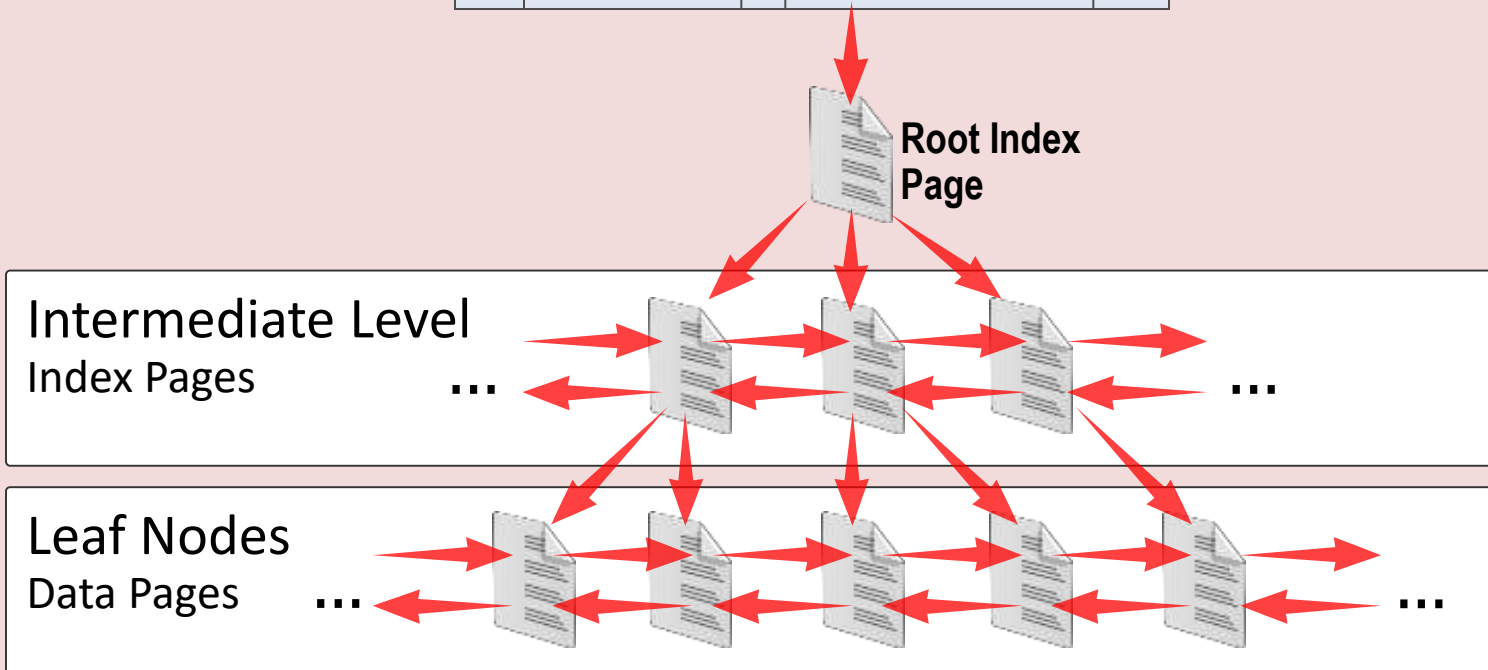 Root Index
Page
Intermediate Level
Index Pages
...
...
Leaf Nodes
Data Pages
...
...